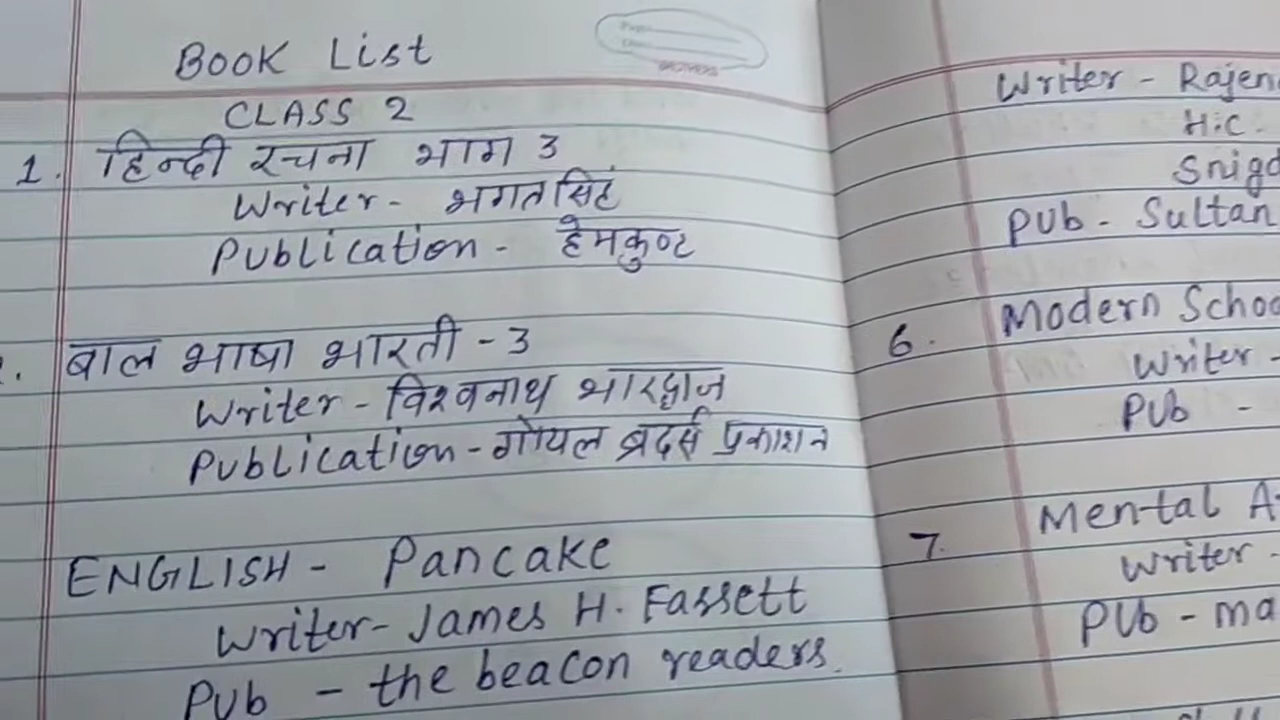 Book List
CLASS 2
1. हिन्दी रचना भाग 3
Writer - भगत सिंह
Publication - हेमकुण्ट
बाल भाषा भारती - 3
Writer - विश्वनाथ भारद्वाज
Publication - गोयल ब्रदर्स प्रकाशन
ENGLISH - Pancake
Writer - James H. Fassett
Pub - the beacon readers.
Writer - Rajen
H.C.
Snigd
Pub - Sultan
6. Modern Schoo
Writer -
Pub -
7. Mental A
Writer -
Pub - ma